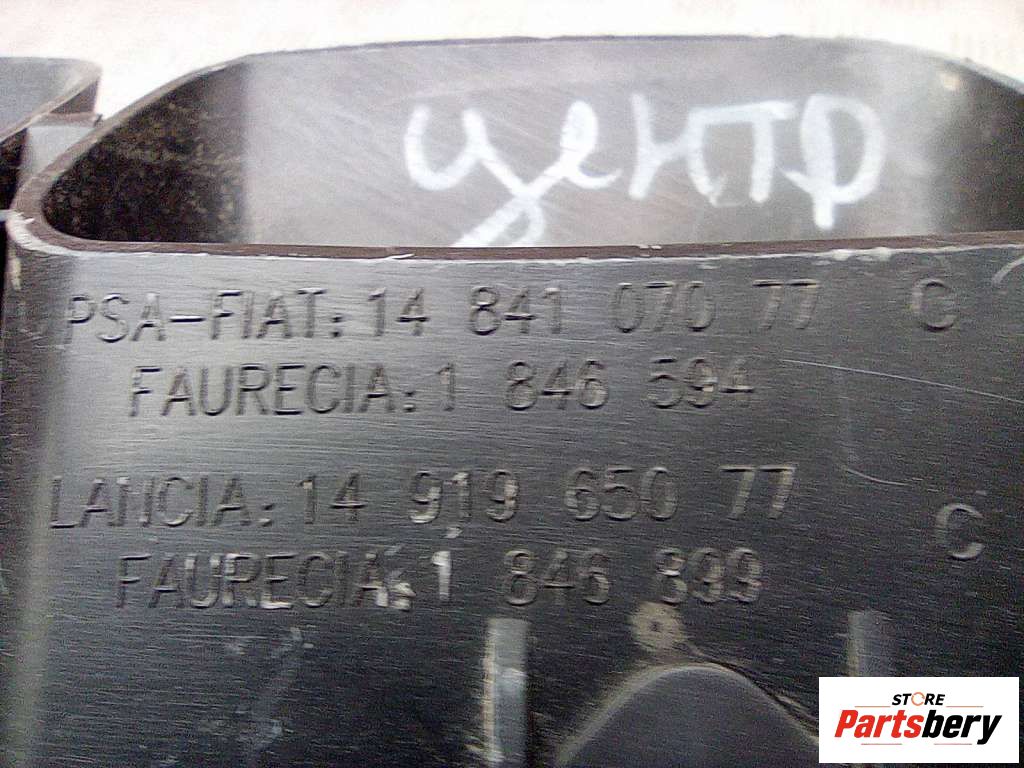 центр
PSA-FIAT: 14 841 070 77 C
FAURECIA: 1 846 594
LANCIA: 14 919 650 77 C
FAURECIA: 1 846 899
STORE
Partsbery